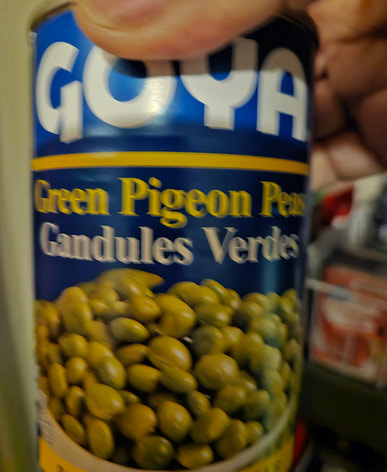 GOYA
Green Pigeon Peas
Gandules Verdes